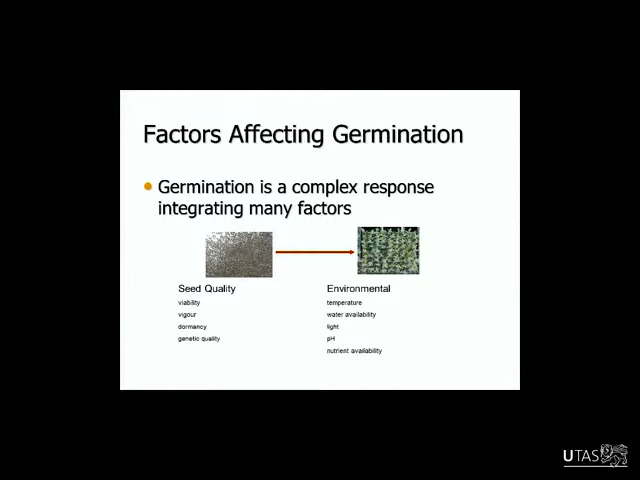 Factors Affecting Germination
Germination is a complex response
integrating many factors
Seed Quality
viability
vigour
dormancy
genetic quality
Environmental
temperature
water availability
light
pH
nutrient availability
UTAS